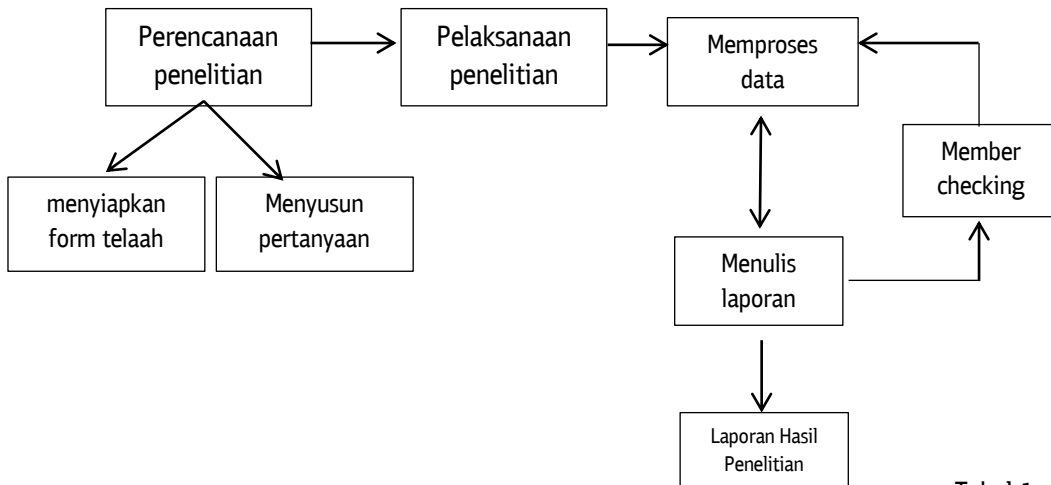 Perencanaan
penelitian
Pelaksanaan
penelitian
Memproses
data
Member
checking
menyiapkan
form telaah
Menyusun
pertanyaan
Menulis
laporan
Laporan Hasil
Penelitian